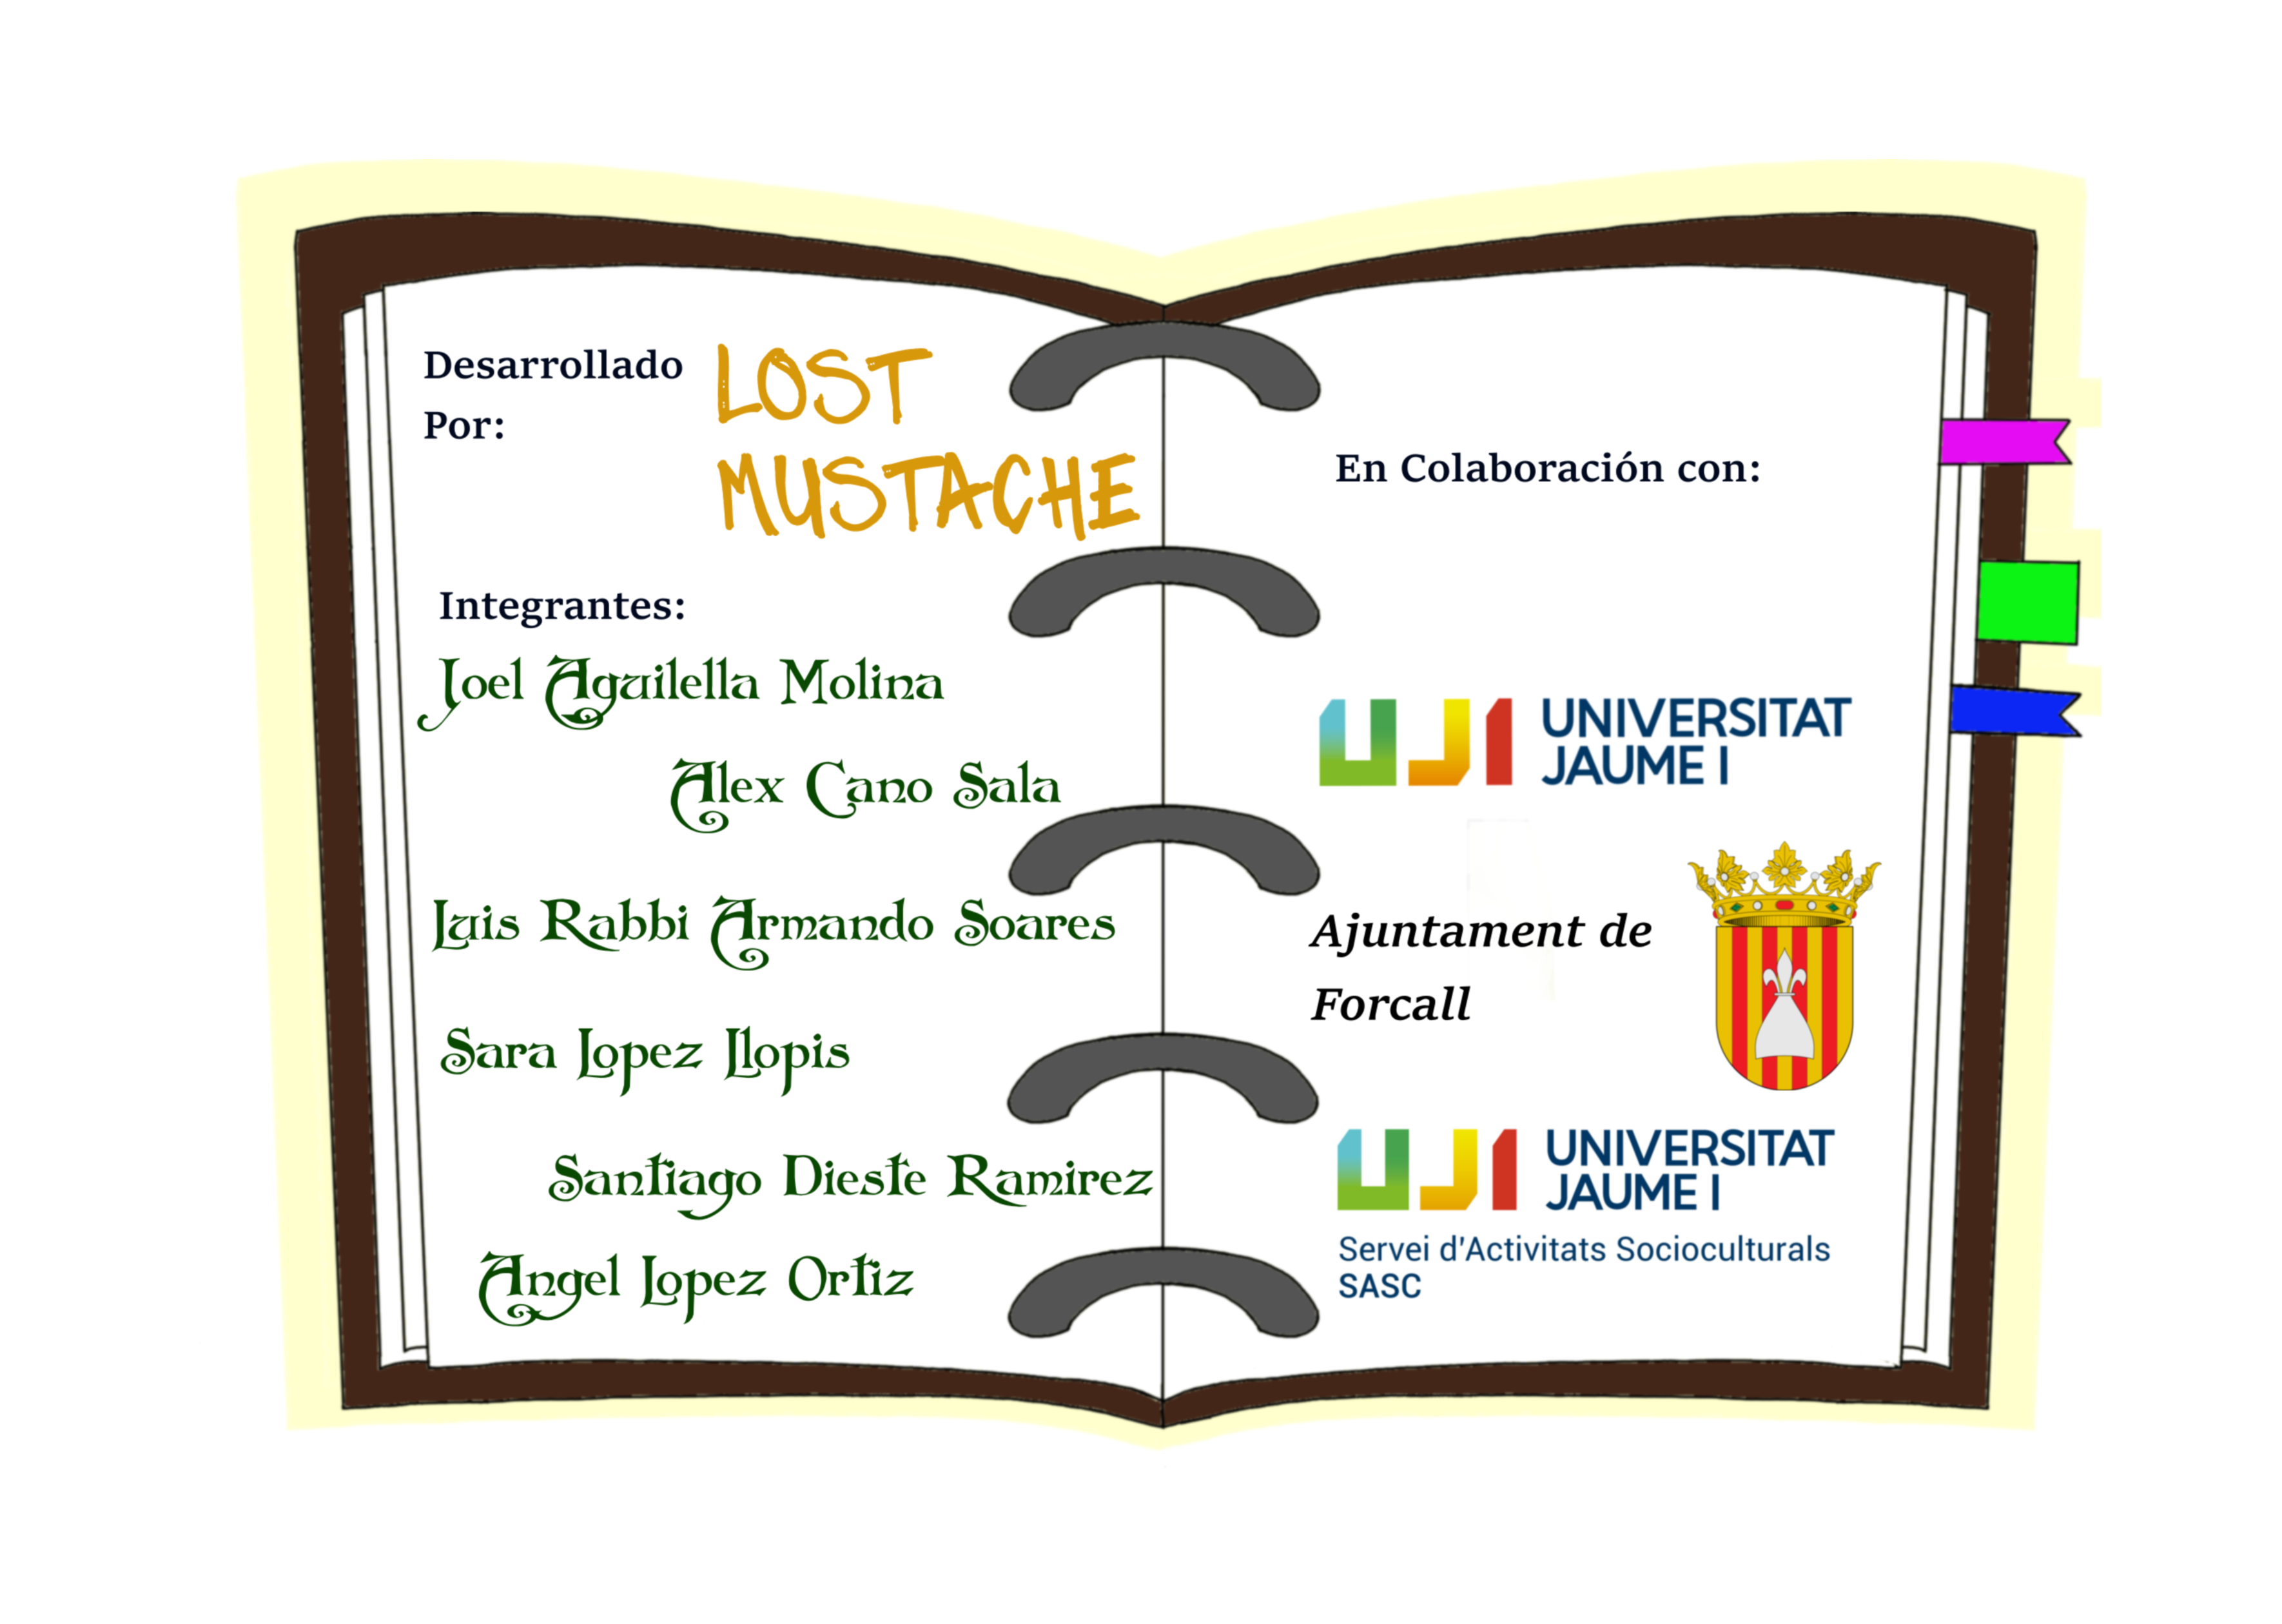 Desarrollado
Por:
LOST
MUSTACHE
Integrantes:
Joel Aguilella Molina
Alex Cano Sala
Luis Rabbi Armando Soares
Sara Lopez Llopis
Santiago Dieste Ramirez
Angel Lopez Ortiz
En Colaboración con:
UJI UNIVERSITAT
JAUME I
Ajuntament de
Forcall
UJI UNIVERSITAT
JAUME I
Servei d'Activitats Socioculturals
SASC